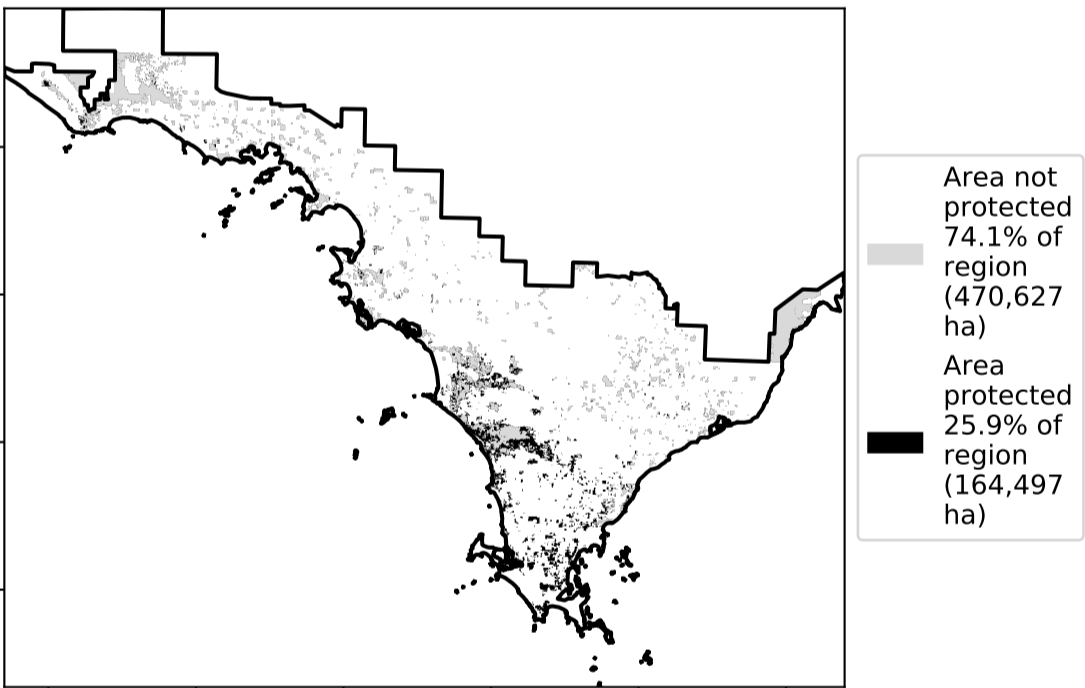 Area not
protected
74.1% of
region
(470,627
ha)
Area
protected
25.9% of
region
(164,497
ha)